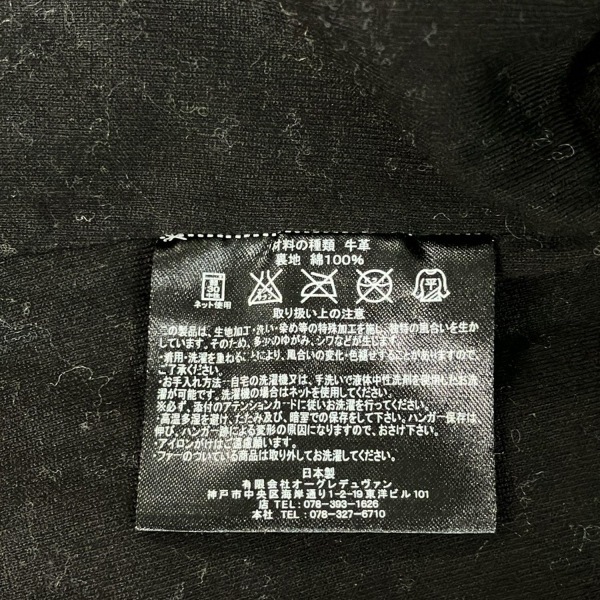 材料の種類 牛革
裏地 綿100%
弱
30
中性
ネット使用
平
取り扱い上の注意
この製品は、生地加工・洗い・染め等の特殊加工を施し、独特の風合いを生か
しています。そのため、多少のゆがみ、シワなどが生じます。
・着用・洗濯を重ねることにより、風合いの変化・色褪せすることがありますので
ご了承ください。
・お手入れ方法…自宅の洗濯機又は、手洗いで液体中性洗剤を使用したお洗
濯が可能です。洗濯機の場合はネットを使用してください。
※必ず、添付のアテンションカードに従いお洗濯を行ってください。
・高温多湿を避けたたみ及び、暗室での保存をして下さい。ハンガー保存は
伸び、ハンガー跡による変形の原因になりますので、おさけ下さい。
・アイロンがけはご遠慮願います。
・ファーのついている商品は取り外してお洗濯してください。
日本製
有限会社オーグレデュヴァン
神戸市中央区海岸通り1-2-19東洋ビル101
店 TEL: 078-393-1626
本社 TEL: 078-327-6710